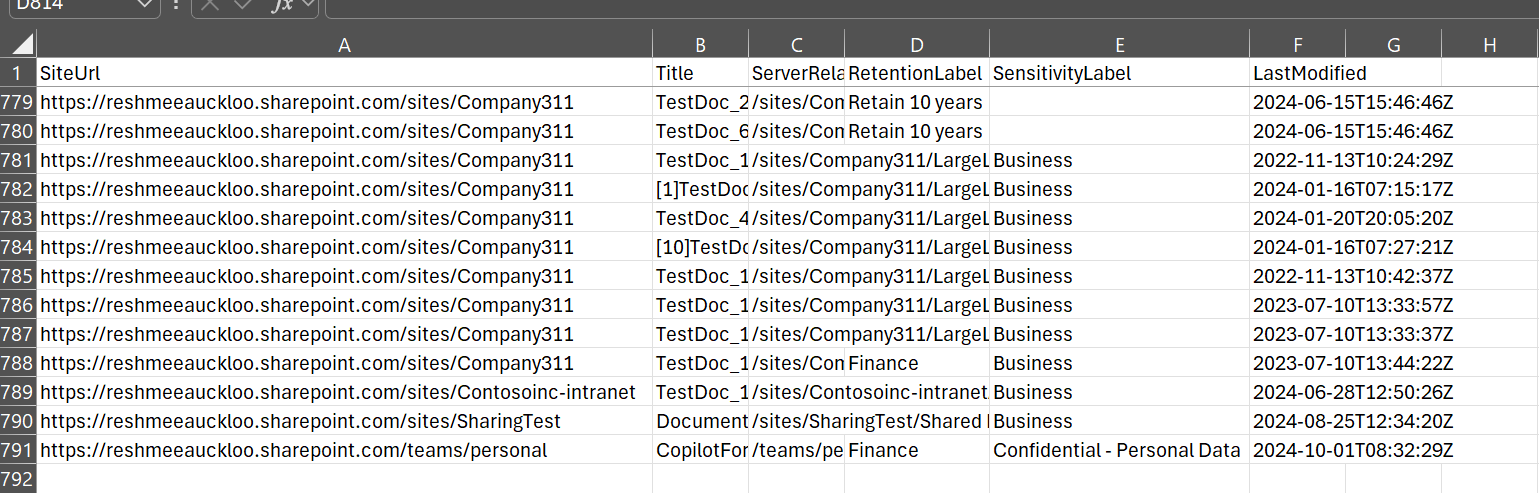 D814 fx
A B C D E F G H
1 SiteUrl Title ServerRela RetentionLabel SensitivityLabel LastModified
779 https://reshmeeauckloo.sharepoint.com/sites/Company311 TestDoc_2 /sites/Com Retain 10 years 2024-06-15T15:46:46Z
780 https://reshmeeauckloo.sharepoint.com/sites/Company311 TestDoc_6 /sites/Com Retain 10 years 2024-06-15T15:46:46Z
781 https://reshmeeauckloo.sharepoint.com/sites/Company311 TestDoc_1 /sites/Company311/LargeL Business 2022-11-13T10:24:29Z
782 https://reshmeeauckloo.sharepoint.com/sites/Company311 [1]TestDoc /sites/Company311/LargeL Business 2024-01-16T07:15:17Z
783 https://reshmeeauckloo.sharepoint.com/sites/Company311 TestDoc_4 /sites/Company311/LargeL Business 2024-01-20T20:05:20Z
784 https://reshmeeauckloo.sharepoint.com/sites/Company311 [10]TestDo /sites/Company311/LargeL Business 2024-01-16T07:27:21Z
785 https://reshmeeauckloo.sharepoint.com/sites/Company311 TestDoc_1 /sites/Company311/LargeL Business 2022-11-13T10:42:37Z
786 https://reshmeeauckloo.sharepoint.com/sites/Company311 TestDoc_1 /sites/Company311/LargeL Business 2023-07-10T13:33:57Z
787 https://reshmeeauckloo.sharepoint.com/sites/Company311 TestDoc_1 /sites/Company311/LargeL Business 2023-07-10T13:33:37Z
788 https://reshmeeauckloo.sharepoint.com/sites/Company311 TestDoc_1 /sites/Com Finance Business 2023-07-10T13:44:22Z
789 https://reshmeeauckloo.sharepoint.com/sites/Contosoinc-intranet TestDoc_1 /sites/Contosoinc-intranet Business 2024-06-28T12:50:26Z
790 https://reshmeeauckloo.sharepoint.com/sites/SharingTest Document /sites/SharingTest/Shared Business 2024-08-25T12:34:20Z
791 https://reshmeeauckloo.sharepoint.com/teams/personal CopilotFor /teams/pe Finance Confidential - Personal Data 2024-10-01T08:32:29Z
792